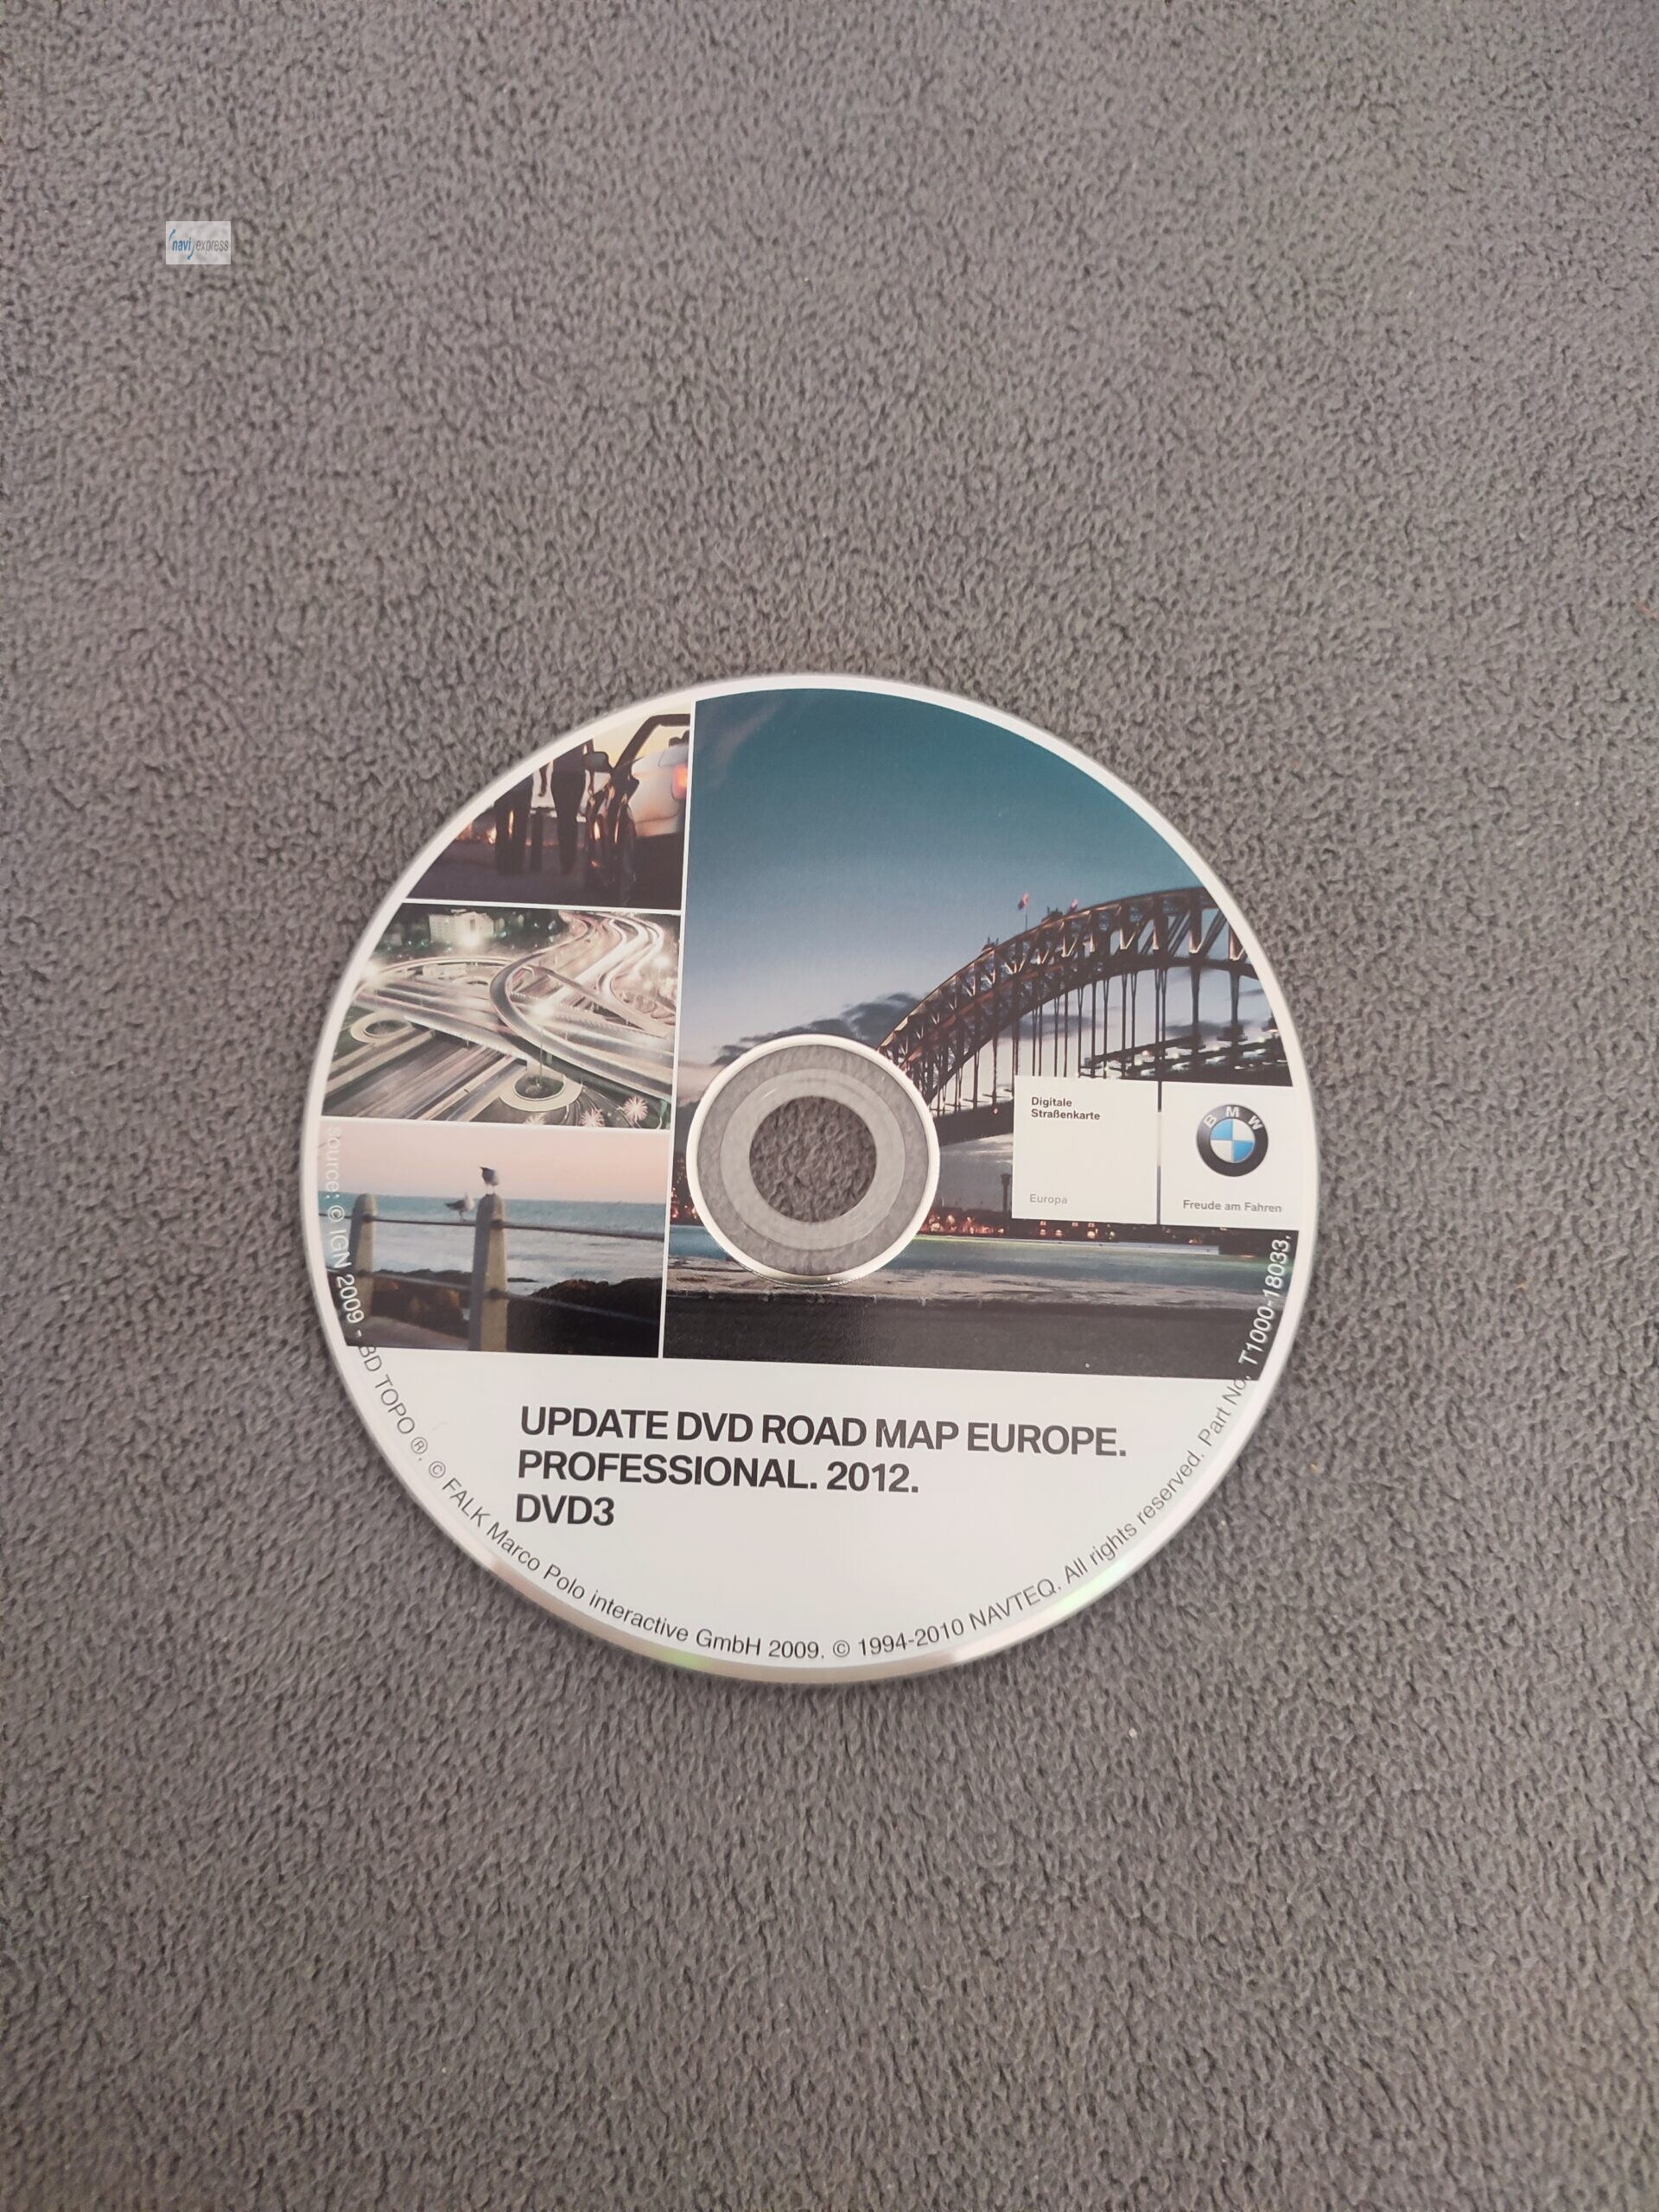 navi express
Digitale
Straßenkarte
Europa
BMW
Freude am Fahren
UPDATE DVD ROAD MAP EUROPE.
PROFESSIONAL. 2012.
DVD3
Source: © IGN 2009 - BD TOPO ®. © FALK Marco Polo interactive GmbH 2009. © 1994-2010 NAVTEQ. All rights reserved. Part No. T1000-18033.